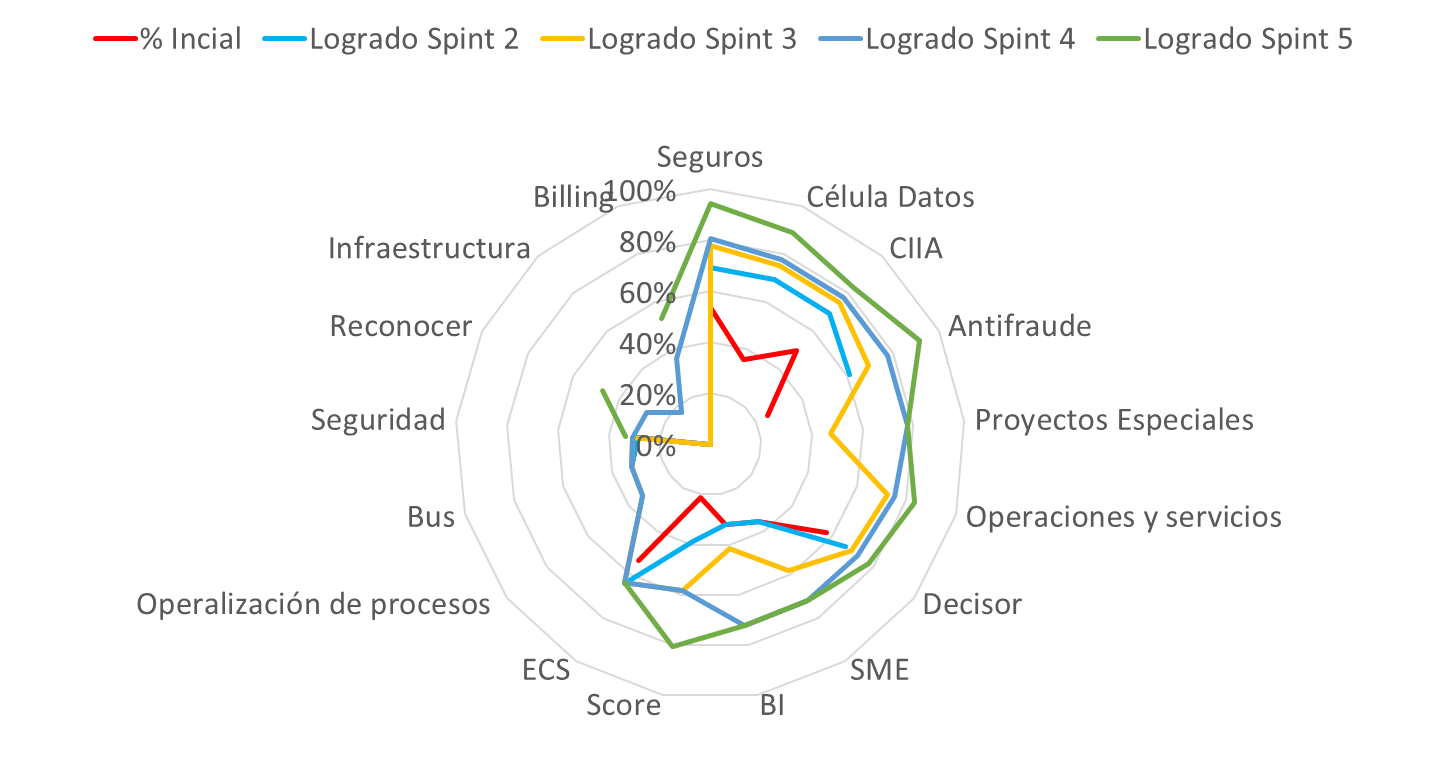 % Incial Logrado Spint 2 Logrado Spint 3 Logrado Spint 4 Logrado Spint 5
Seguros
Célula Datos
CIIA
Antifraude
Proyectos Especiales
Operaciones y servicios
Decisor
SME
BI
Score
ECS
Operalización de procesos
Bus
Seguridad
Reconocer
Infraestructura
Billing
100%
80%
60%
40%
20%
0%